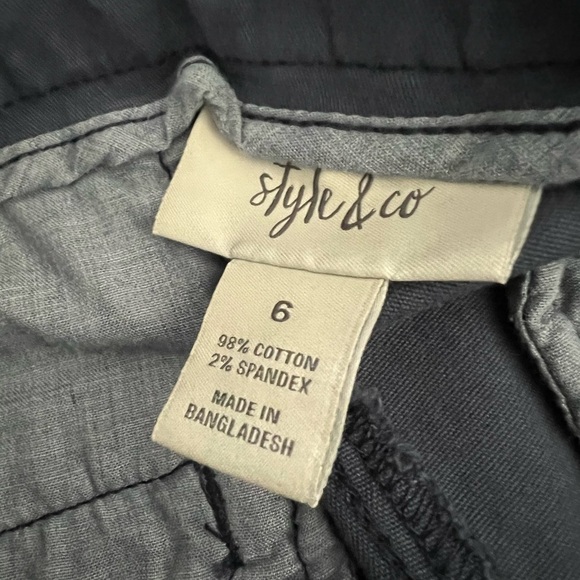 style & co
6
98% COTTON
2% SPANDEX
MADE IN
BANGLADESH